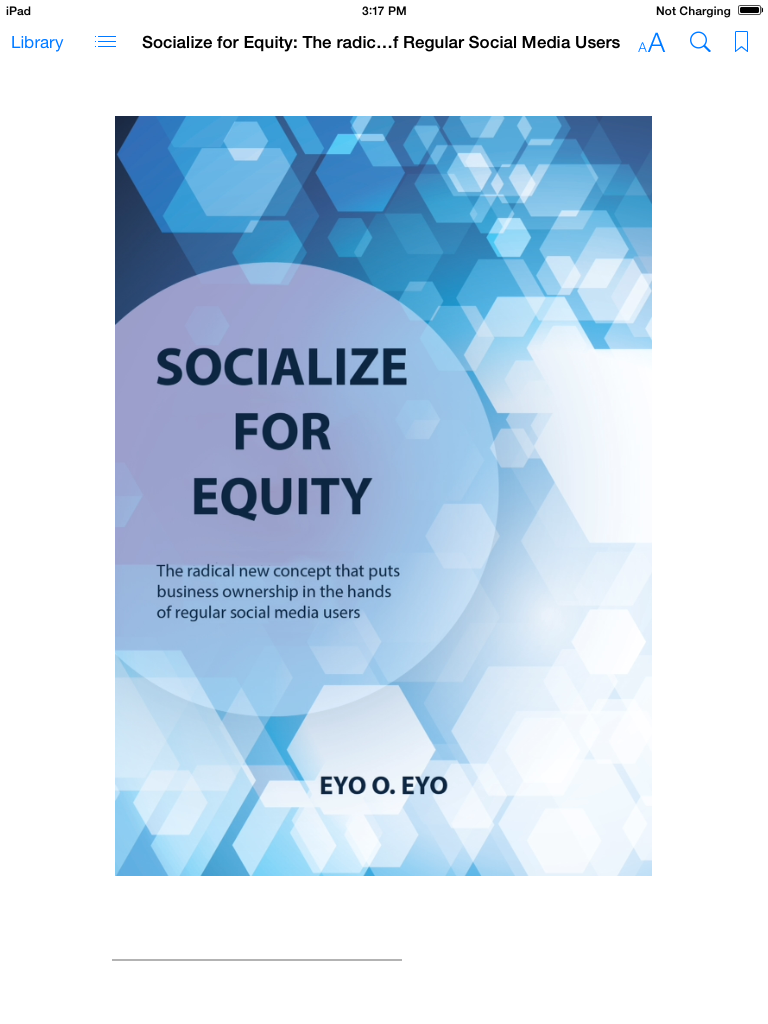 iPad
3:17 PM
Not Charging
Library
Socialize for Equity: The radic…f Regular Social Media Users
AA
SOCIALIZE
FOR
EQUITY
The radical new concept that puts
business ownership in the hands
of regular social media users
EYO O. EYO